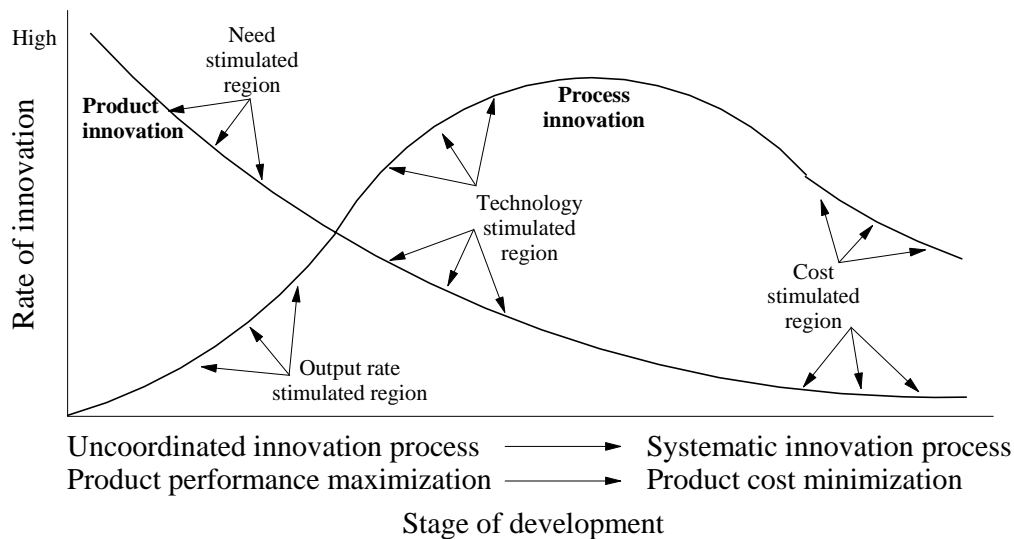 High
Need
stimulated
region
Product
innovation
Process
innovation
Technology
stimulated
region
Cost
stimulated
region
Output rate
stimulated region
Rate of innovation
Uncoordinated innovation process
Systematic innovation process
Product performance maximization
Product cost minimization
Stage of development